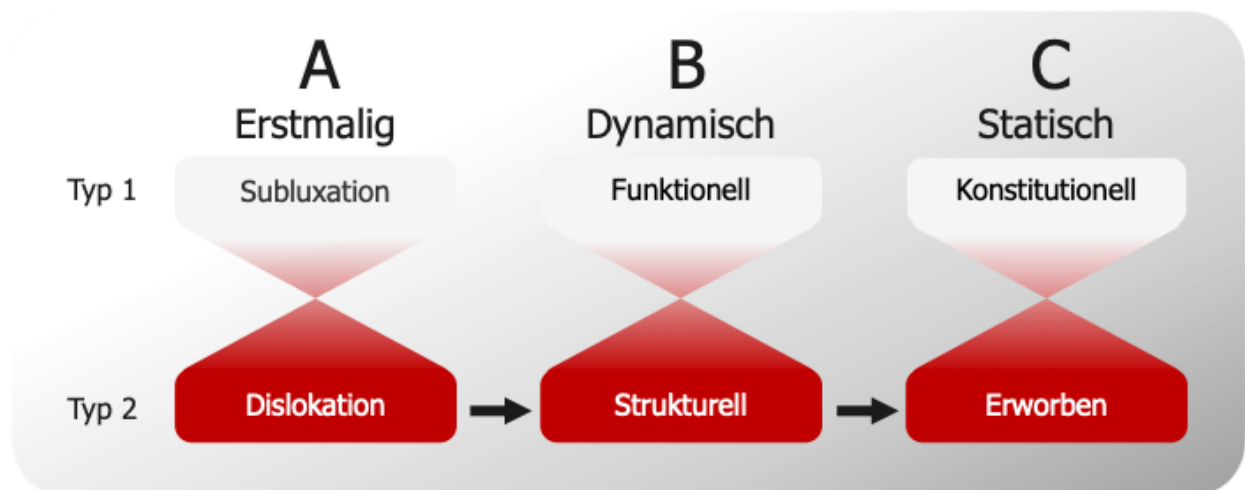 A
B
C
Erstmalig
Dynamisch
Statisch
Typ 1
Subluxation
Funktionell
Konstitutionell
Typ 2
Dislokation
Strukturell
Erworben